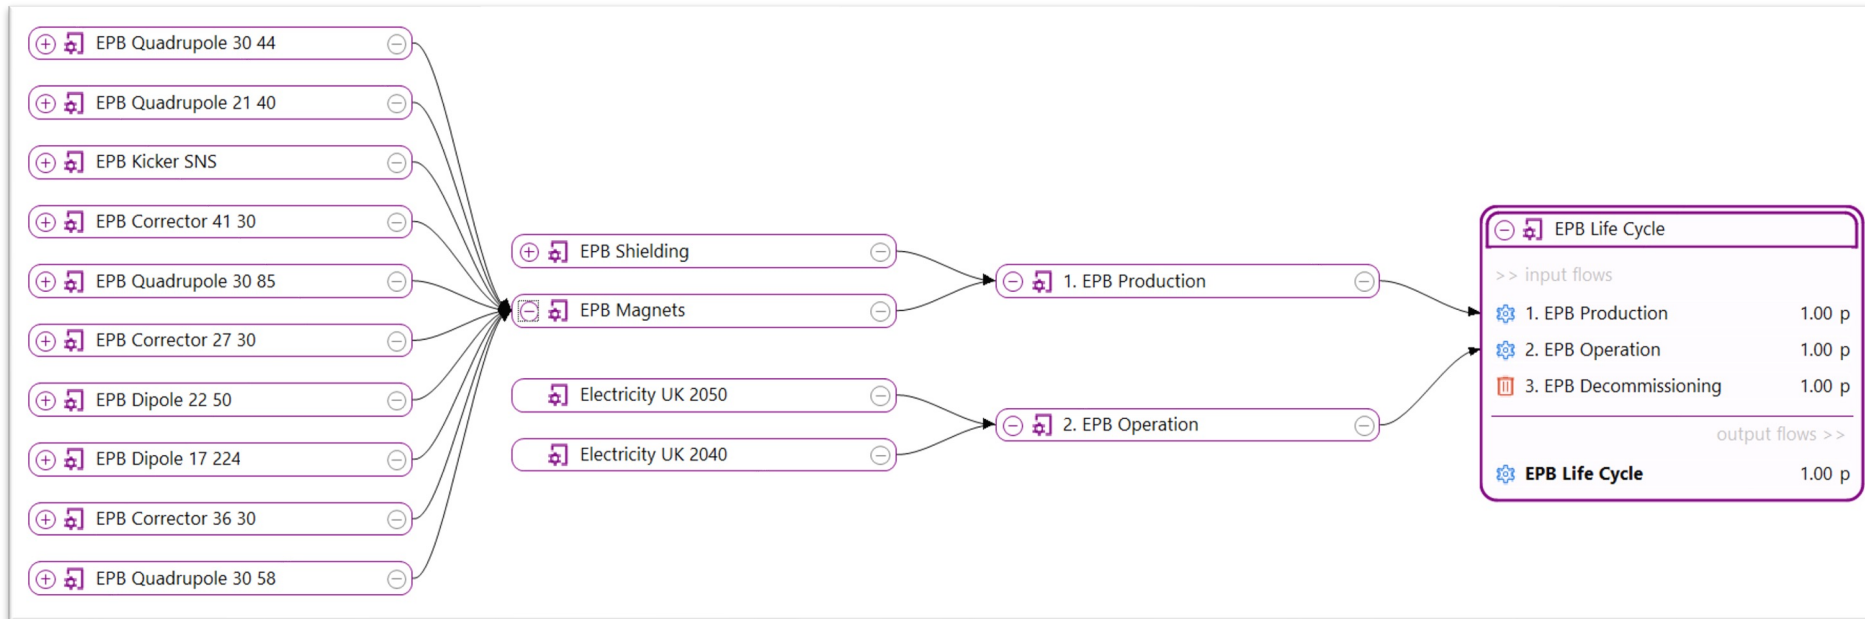 EPB Quadrupole 30 44
EPB Quadrupole 21 40
EPB Kicker SNS
EPB Corrector 41 30
EPB Quadrupole 30 85
EPB Corrector 27 30
EPB Dipole 22 50
EPB Dipole 17 224
EPB Corrector 36 30
EPB Quadrupole 30 58
EPB Shielding
EPB Magnets
Electricity UK 2050
Electricity UK 2040
1. EPB Production
2. EPB Operation
EPB Life Cycle
>> input flows
1. EPB Production 1.00 p
2. EPB Operation 1.00 p
3. EPB Decommissioning 1.00 p
output flows >>
EPB Life Cycle 1.00 p